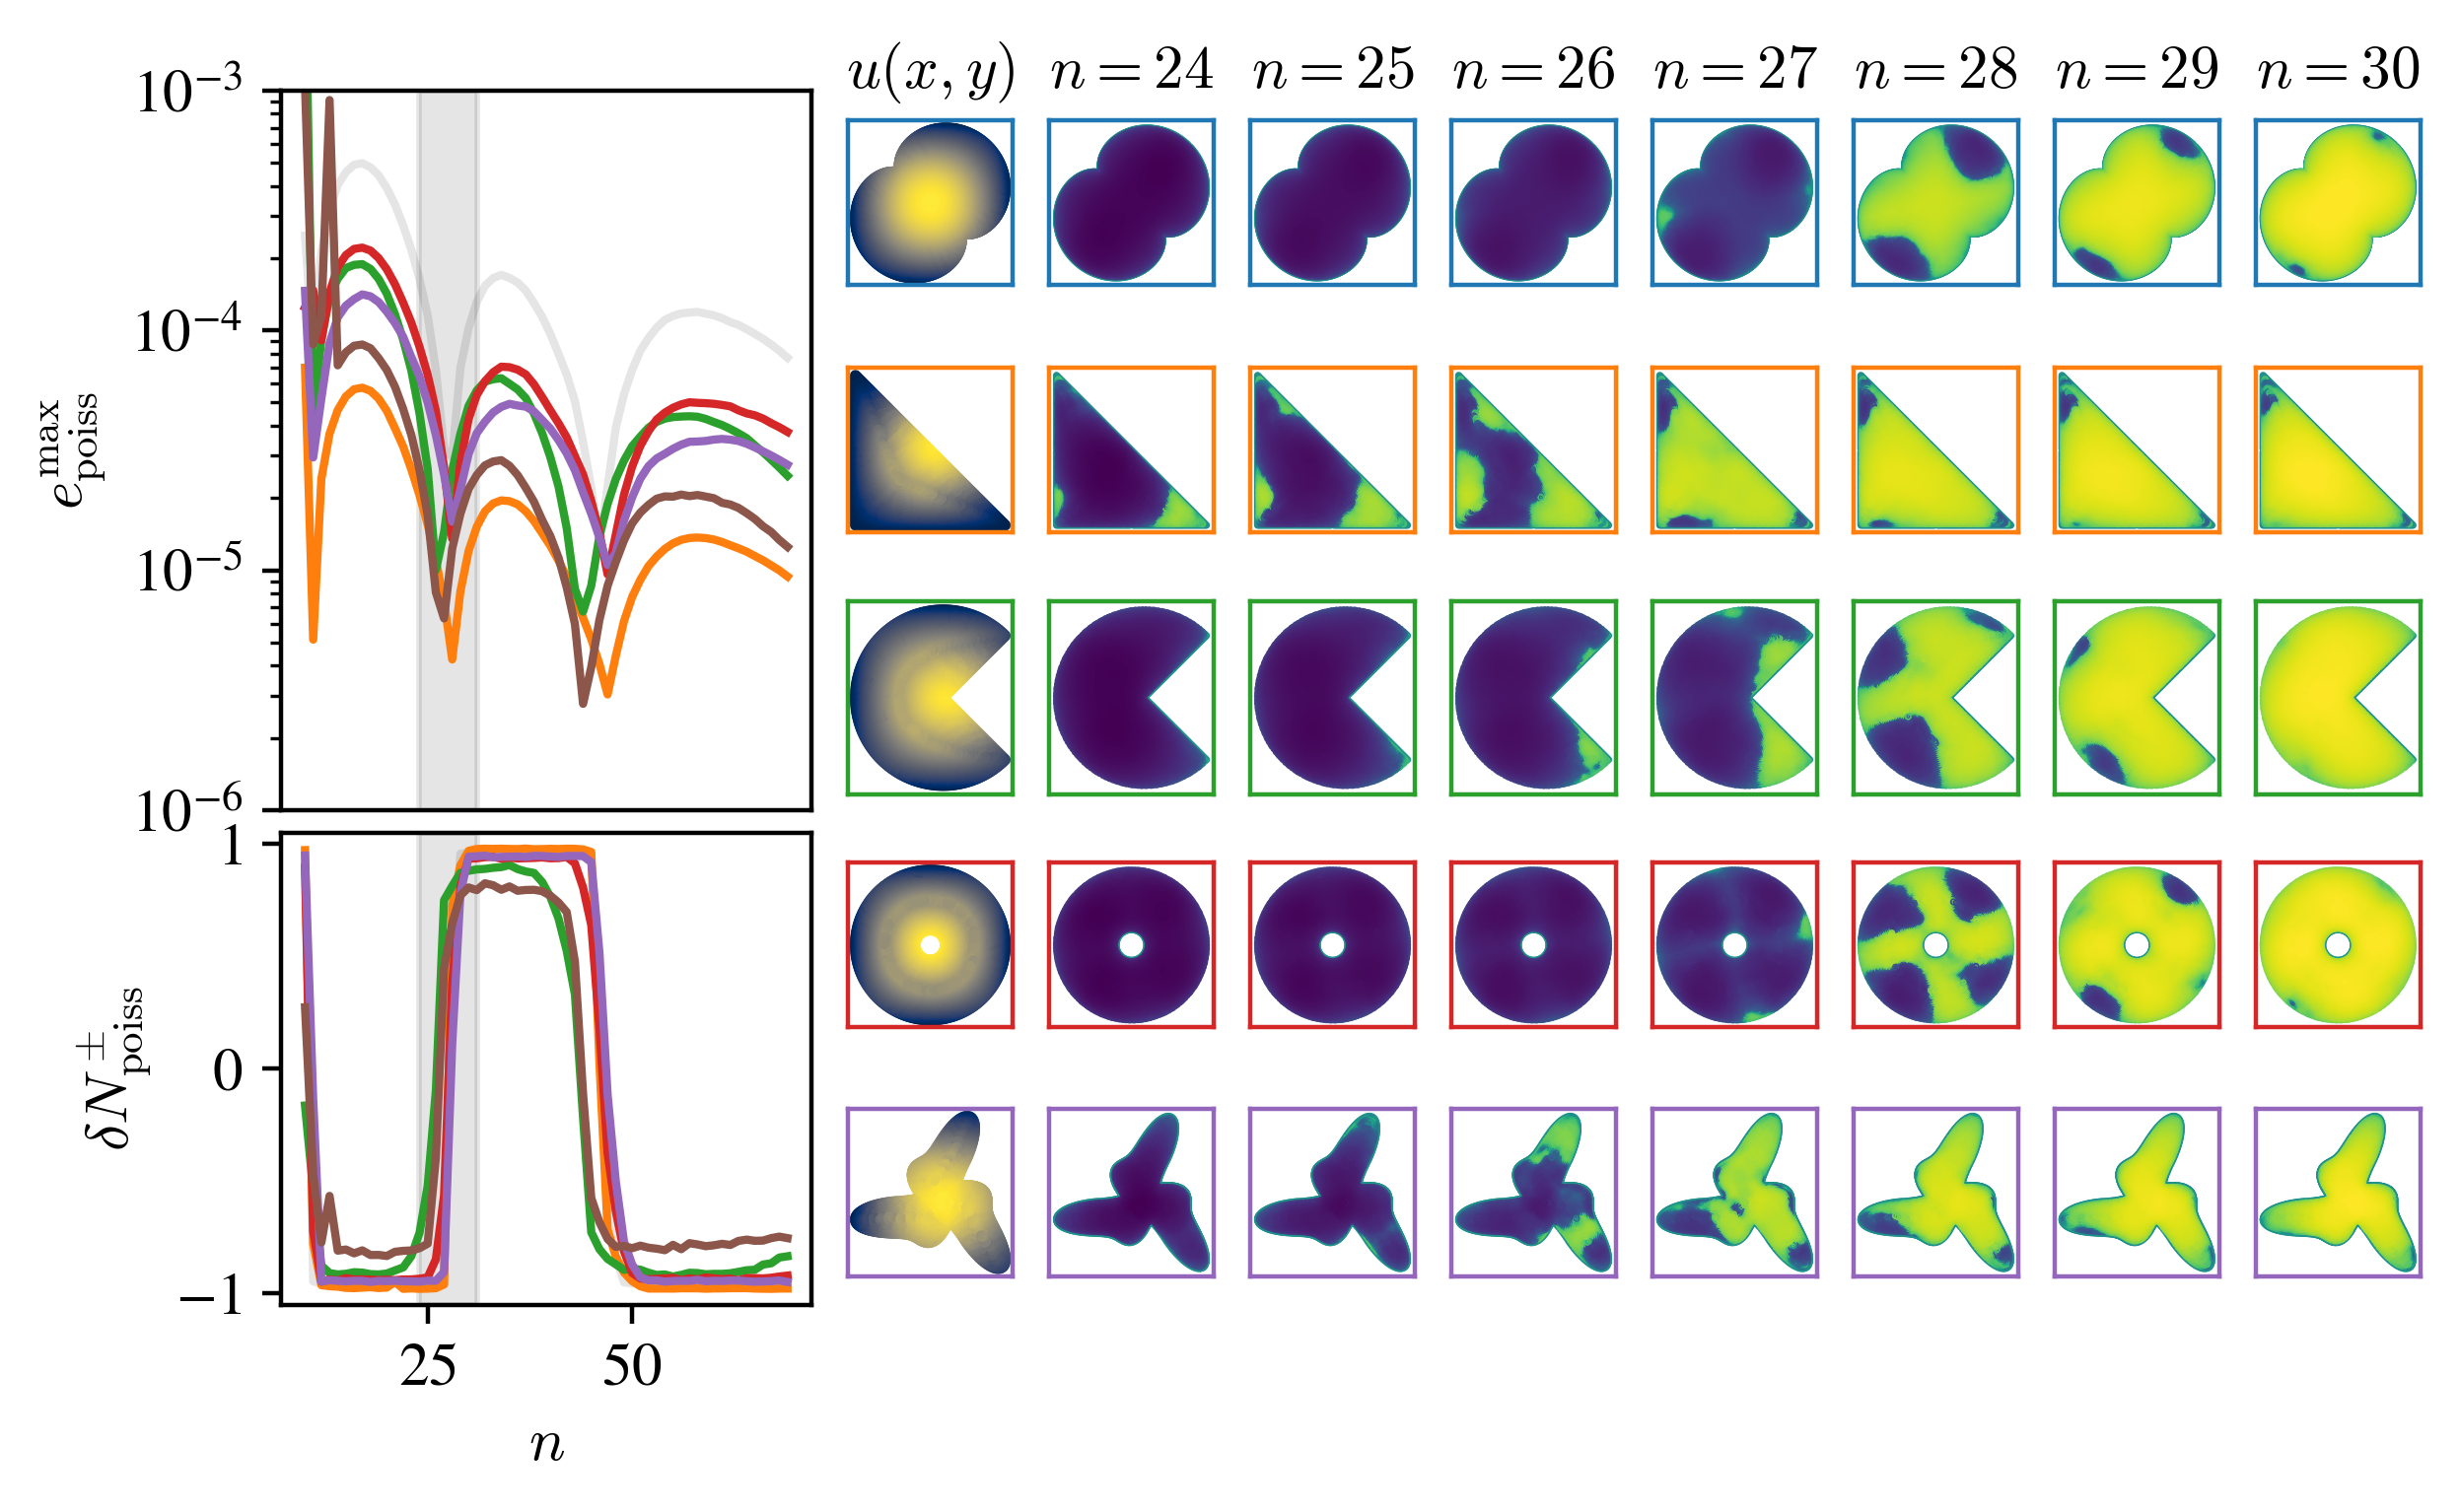 u(x, y) n = 24 n = 25 n = 26 n = 27 n = 28 n = 29 n = 30
10⁻³
10⁻⁴
10⁻⁵
10⁻⁶
e^max_poiss
1
0
−1
δN^±_poiss
25 50
n